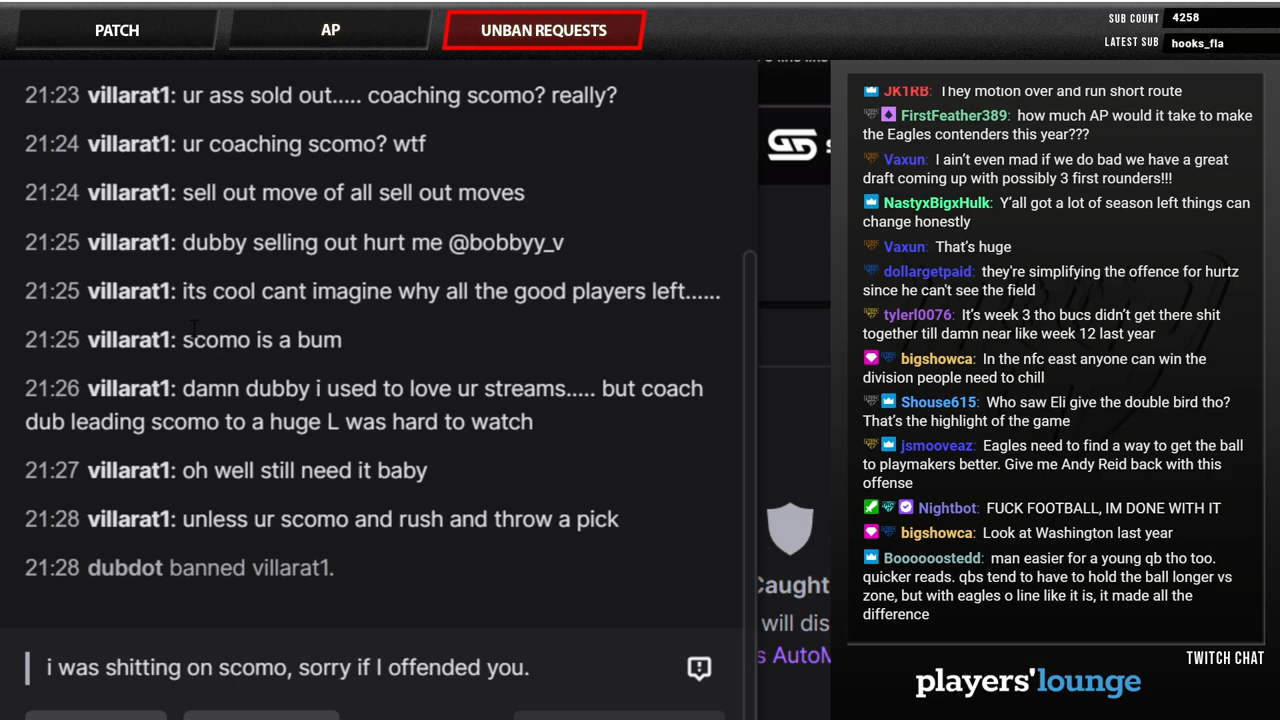 PATCH
AP
UNBAN REQUESTS
SUB COUNT 4258
LATEST SUB hooks_fla
21:23 villarat1: ur ass sold out..... coaching scomo? really?
21:24 villarat1: ur coaching scomo? wtf
21:24 villarat1: sell out move of all sell out moves
21:25 villarat1: dubby selling out hurt me @bobbyy_v
21:25 villarat1: its cool cant imagine why all the good players left......
21:25 villarat1: scomo is a bum
21:26 villarat1: damn dubby i used to love ur streams..... but coach
dub leading scomo to a huge L was hard to watch
21:27 villarat1: oh well still need it baby
21:28 villarat1: unless ur scomo and rush and throw a pick
21:28 dubdot banned villarat1.
i was shitting on scomo, sorry if I offended you.
Caught
will dis
s AutoM
JK1RB: They motion over and run short route
FirstFeather389: how much AP would it take to make
the Eagles contenders this year???
Vaxun: I ain't even mad if we do bad we have a great
draft coming up with possibly 3 first rounders!!!
NastyxBigxHulk: Y'all got a lot of season left things can
change honestly
Vaxun: That's huge
dollargetpaid: they're simplifying the offence for hurtz
since he can't see the field
tylerl0076: It's week 3 tho bucs didn't get there shit
together till damn near like week 12 last year
bigshowca: In the nfc east anyone can win the
division people need to chill
Shouse615: Who saw Eli give the double bird tho?
That's the highlight of the game
jsmooveaz: Eagles need to find a way to get the ball
to playmakers better. Give me Andy Reid back with this
offense
Nightbot: FUCK FOOTBALL, IM DONE WITH IT
bigshowca: Look at Washington last year
Boooooostedd: man easier for a young qb tho too.
quicker reads. qbs tend to have to hold the ball longer vs
zone, but with eagles o line like it is, it made all the
difference
TWITCH CHAT
players'lounge